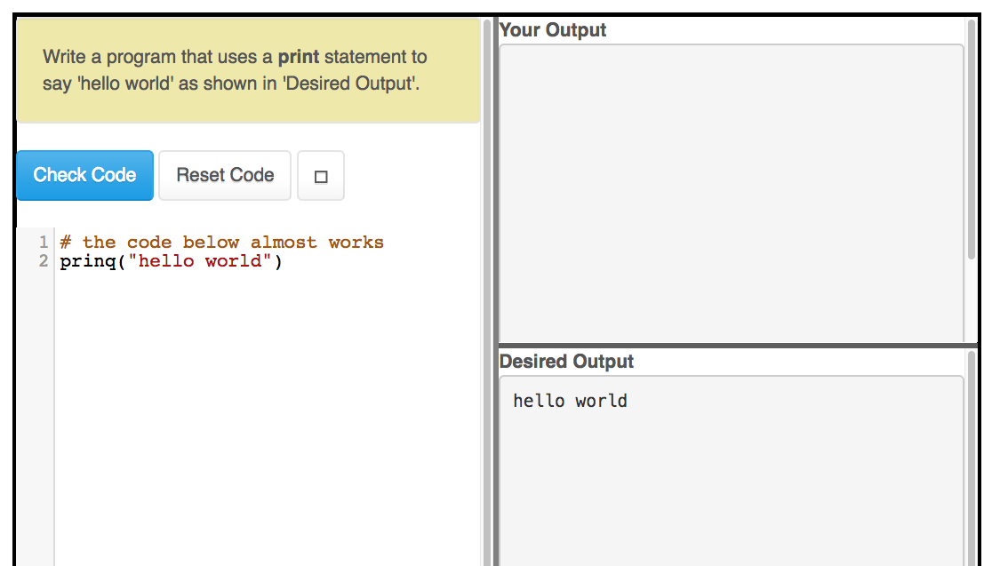 Write a program that uses a print statement to
say 'hello world' as shown in 'Desired Output'.
Check Code
Reset Code
1 # the code below almost works
2 prinq("hello world")
Your Output
Desired Output
hello world